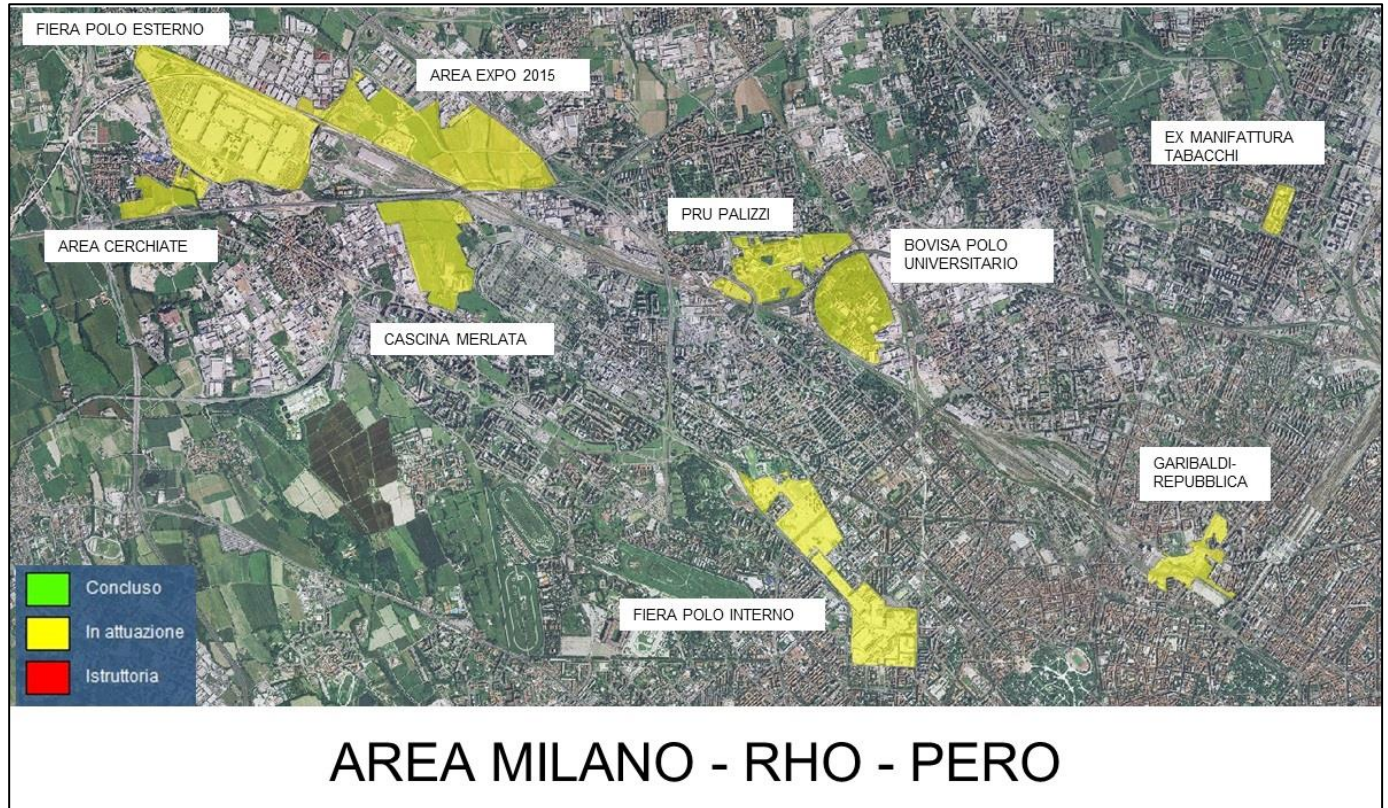 FIERA POLO ESTERNO
AREA EXPO 2015
EX MANIFATTURA
TABACCHI
PRU PALIZZI
AREA CERCHIATE
BOVISA POLO
UNIVERSITARIO
CASCINA MERLATA
GARIBALDI-
REPUBBLICA
FIERA POLO INTERNO
Concluso
In attuazione
Istruttoria
AREA MILANO - RHO - PERO